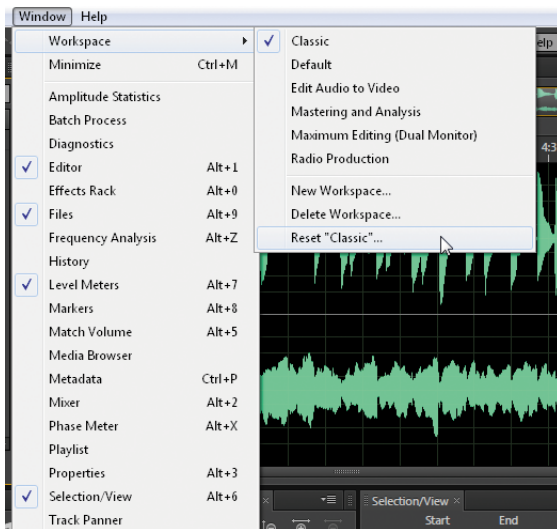 Window Help
Workspace
Minimize Ctrl+M
Amplitude Statistics
Batch Process
Diagnostics
Editor Alt+1
Effects Rack Alt+0
Files Alt+9
Frequency Analysis Alt+Z
History
Level Meters Alt+7
Markers Alt+8
Match Volume Alt+5
Media Browser
Metadata Ctrl+P
Mixer Alt+2
Phase Meter Alt+X
Playlist
Properties Alt+3
Selection/View Alt+6
Track Panner
Classic
Default
Edit Audio to Video
Mastering and Analysis
Maximum Editing (Dual Monitor)
Radio Production
New Workspace...
Delete Workspace...
Reset "Classic"...
elp
4:3
Selection/View
Start End